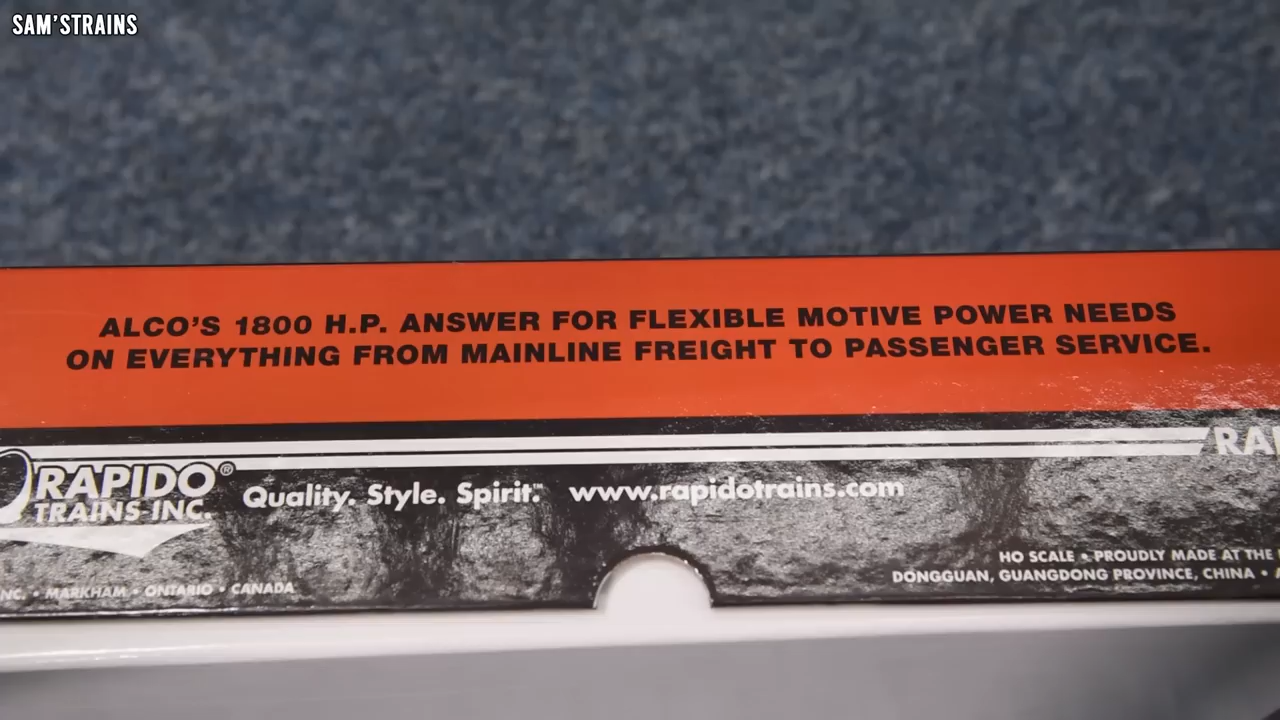 SAM'STRAINS
ALCO'S 1800 H.P. ANSWER FOR FLEXIBLE MOTIVE POWER NEEDS
ON EVERYTHING FROM MAINLINE FREIGHT TO PASSENGER SERVICE.
RAPIDO®
TRAINS INC.
Quality. Style. Spirit.™ www.rapidotrains.com
HO SCALE • PROUDLY MADE AT THE
DONGGUAN, GUANGDONG PROVINCE, CHINA •
• MARKHAM • ONTARIO • CANADA